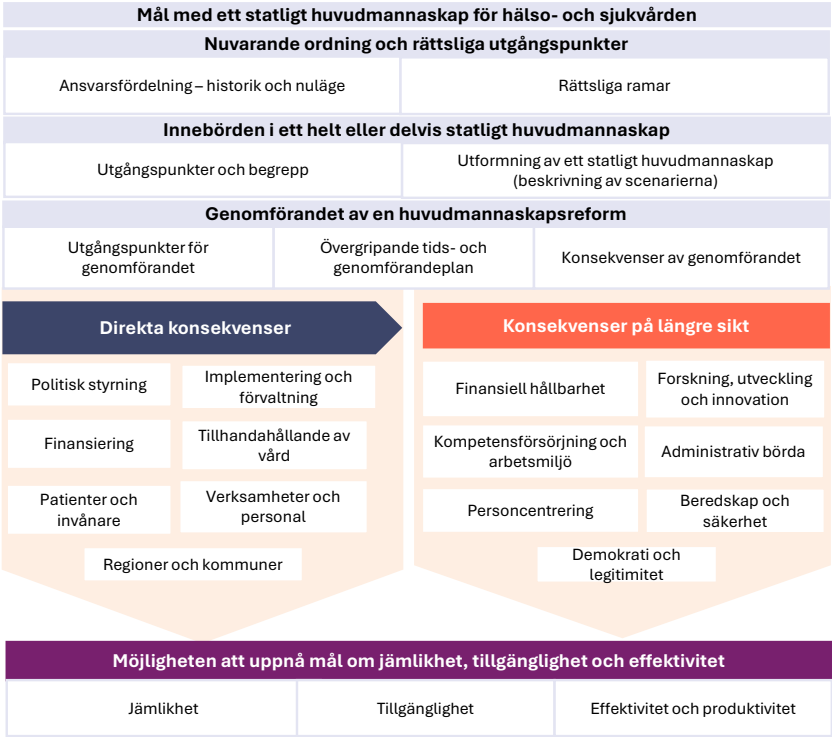 Mål med ett statligt huvudmannaskap för hälso- och sjukvården
Nuvarande ordning och rättsliga utgångspunkter
Ansvarsfördelning – historik och nuläge
Rättsliga ramar
Innebörden i ett helt eller delvis statligt huvudmannaskap
Utgångspunkter och begrepp
Utformning av ett statligt huvudmannaskap
(beskrivning av scenarierna)
Genomförandet av en huvudmannaskapsreform
Utgångspunkter för
genomförandet
Övergripande tids- och
genomförandeplan
Konsekvenser av genomförandet
Direkta konsekvenser
Politisk styrning
Implementering och
förvaltning
Finansiering
Tillhandahållande av
vård
Patienter och
invånare
Verksamheter och
personal
Regioner och kommuner
Konsekvenser på längre sikt
Finansiell hållbarhet
Forskning, utveckling
och innovation
Kompetensförsörjning och
arbetsmiljö
Administrativ börda
Personcentrering
Beredskap och
säkerhet
Demokrati och
legitimitet
Möjligheten att uppnå mål om jämlikhet, tillgänglighet och effektivitet
Jämlikhet
Tillgänglighet
Effektivitet och produktivitet